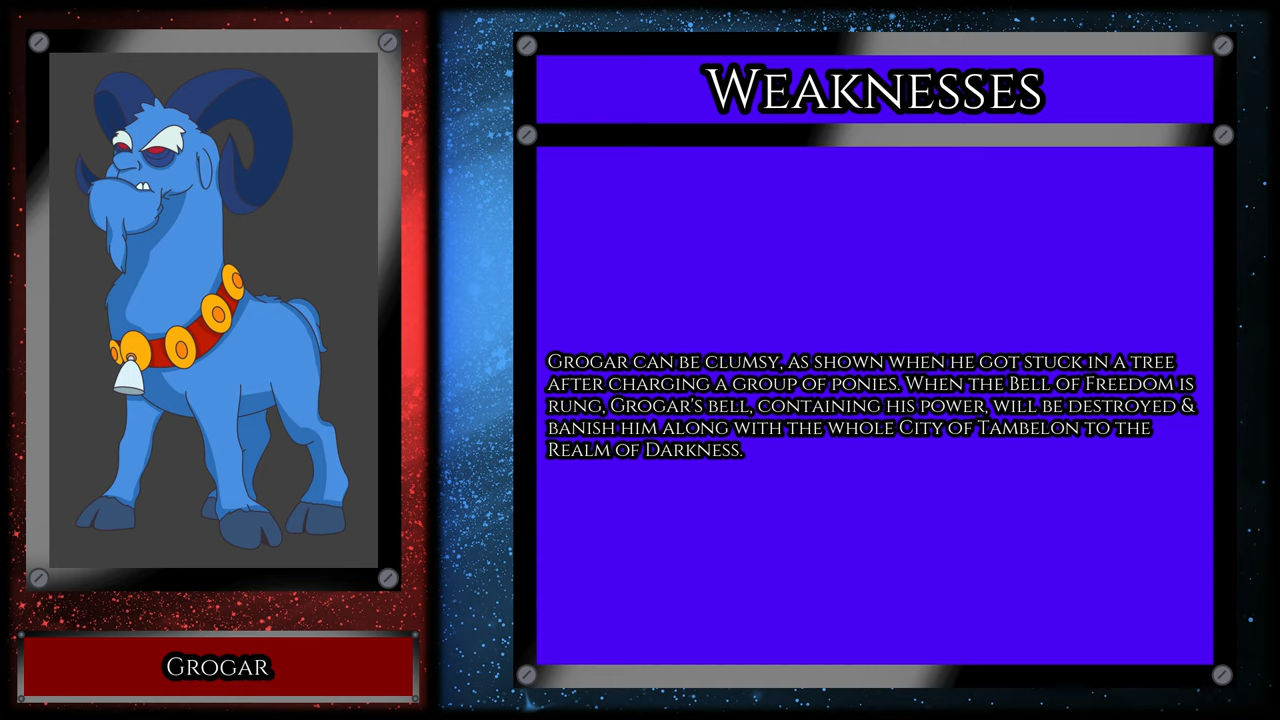 Weaknesses
Grogar can be clumsy, as shown when he got stuck in a tree
after charging a group of ponies. When the Bell of Freedom is
rung, Grogar's bell, containing his power, will be destroyed &
banish him along with the whole City of Tambelon to the
Realm of Darkness.
Grogar